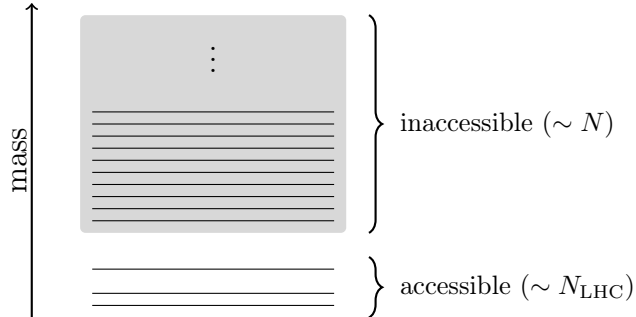 mass
inaccessible (∼ N)
accessible (∼ N_LHC)